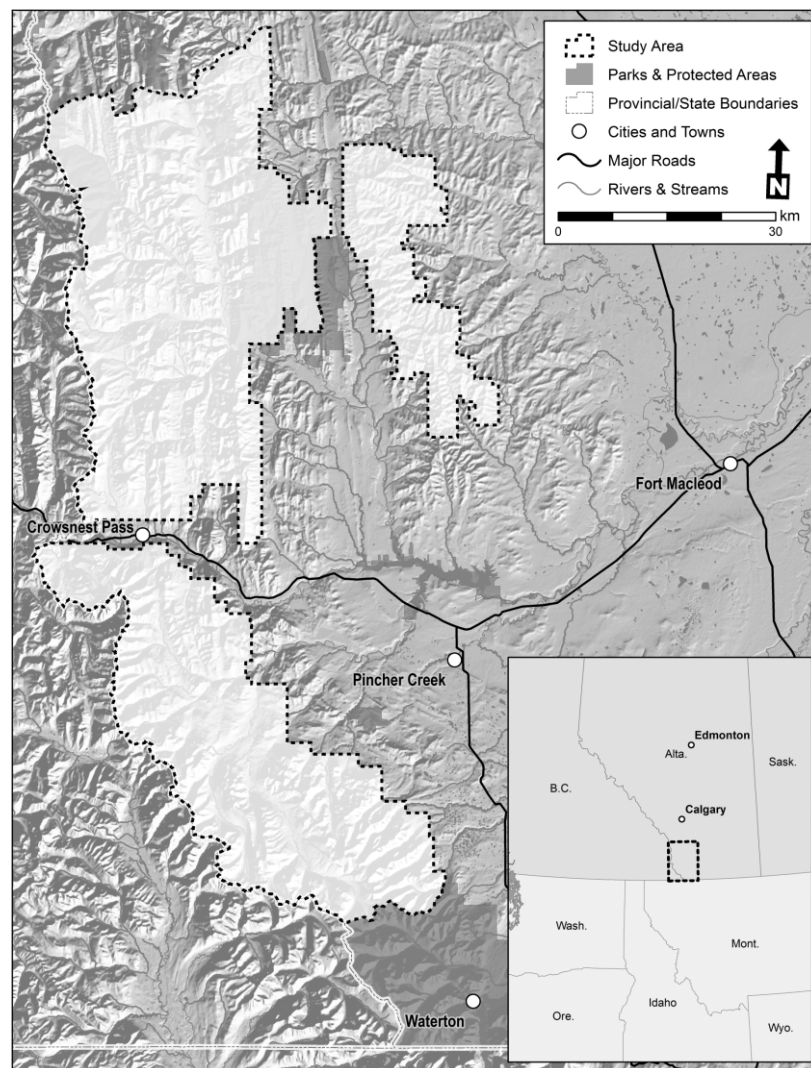 Study Area
Parks & Protected Areas
Provincial/State Boundaries
Cities and Towns
Major Roads
Rivers & Streams
N
km
0 30
Fort Macleod
Crowsnest Pass
Pincher Creek
Waterton
Edmonton
Alta.
Sask.
B.C.
Calgary
Wash.
Mont.
Ore.
Idaho
Wyo.